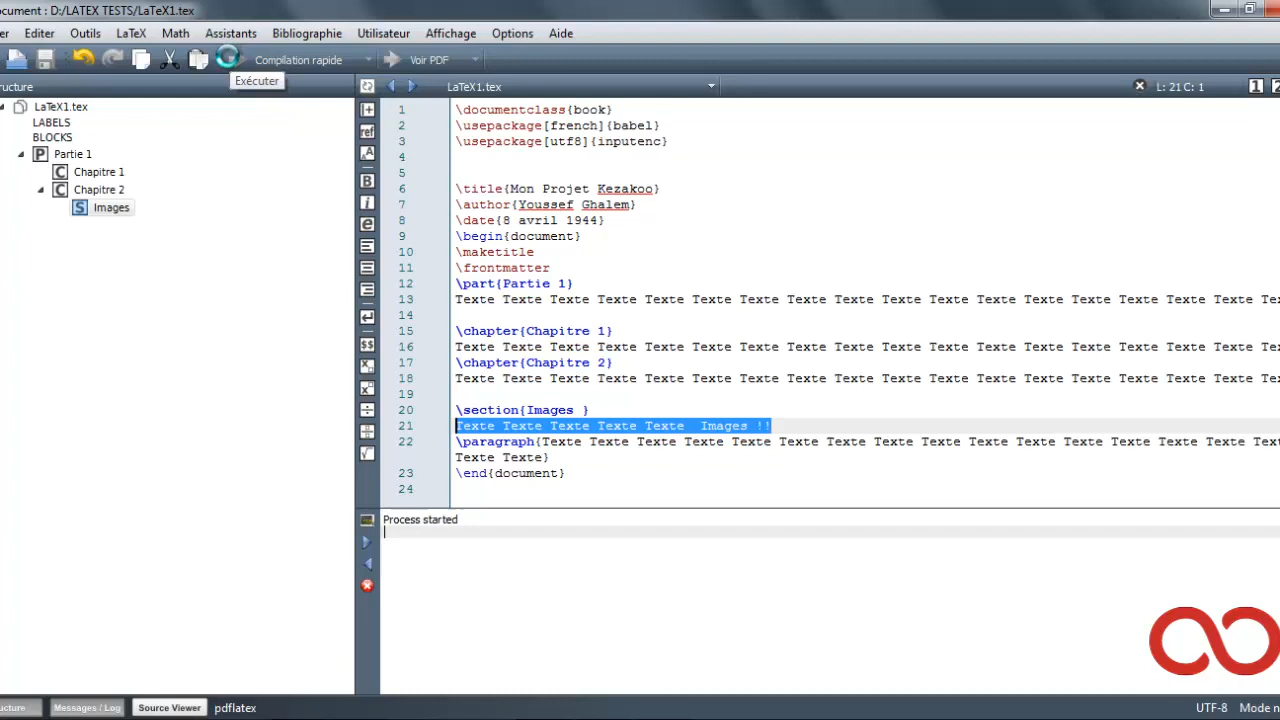 ocument : D:/LATEX TESTS/LaTeX1.tex
er Editer Outils LaTeX Math Assistants Bibliographie Utilisateur Affichage Options Aide
Compilation rapide Voir PDF
Exécuter
ructure
LaTeX1.tex
L: 21 C: 1
1 2
LaTeX1.tex
LABELS
BLOCKS
P Partie 1
C Chapitre 1
C Chapitre 2
S Images
ref
B
i
e
$$
1 \documentclass{book}
2 \usepackage[french]{babel}
3 \usepackage[utf8]{inputenc}
4
5
6 \title{Mon Projet Kezakoo}
7 \author{Youssef Ghalem}
8 \date{8 avril 1944}
9 \begin{document}
10 \maketitle
11 \frontmatter
12 \part{Partie 1}
13 Texte Texte Texte Texte Texte Texte Texte Texte Texte Texte Texte Texte Texte Texte Texte Texte Texte Te
14
15 \chapter{Chapitre 1}
16 Texte Texte Texte Texte Texte Texte Texte Texte Texte Texte Texte Texte Texte Texte Texte Texte Texte Te
17 \chapter{Chapitre 2}
18 Texte Texte Texte Texte Texte Texte Texte Texte Texte Texte Texte Texte Texte Texte Texte Texte Texte Te
19
20 \section{Images }
21 Texte Texte Texte Texte Texte  Images !!
22 \paragraph{Texte Texte Texte Texte Texte Texte Texte Texte Texte Texte Texte Texte Texte Texte Texte Tex
Texte Texte}
23 \end{document}
24
Process started
ucture Messages / Log Source Viewer pdflatex
UTF-8 Mode n